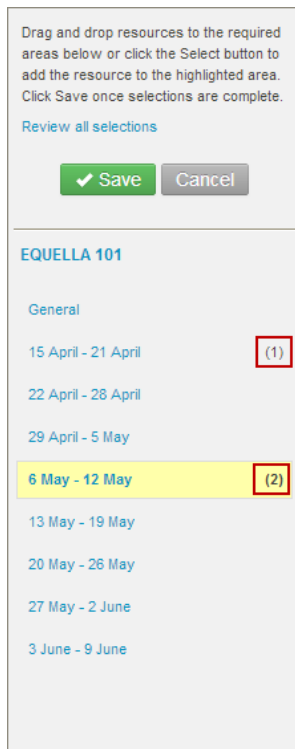 Drag and drop resources to the required
areas below or click the Select button to
add the resource to the highlighted area.
Click Save once selections are complete.
Review all selections
Save Cancel
EQUELLA 101
General
15 April - 21 April (1)
22 April - 28 April
29 April - 5 May
6 May - 12 May (2)
13 May - 19 May
20 May - 26 May
27 May - 2 June
3 June - 9 June